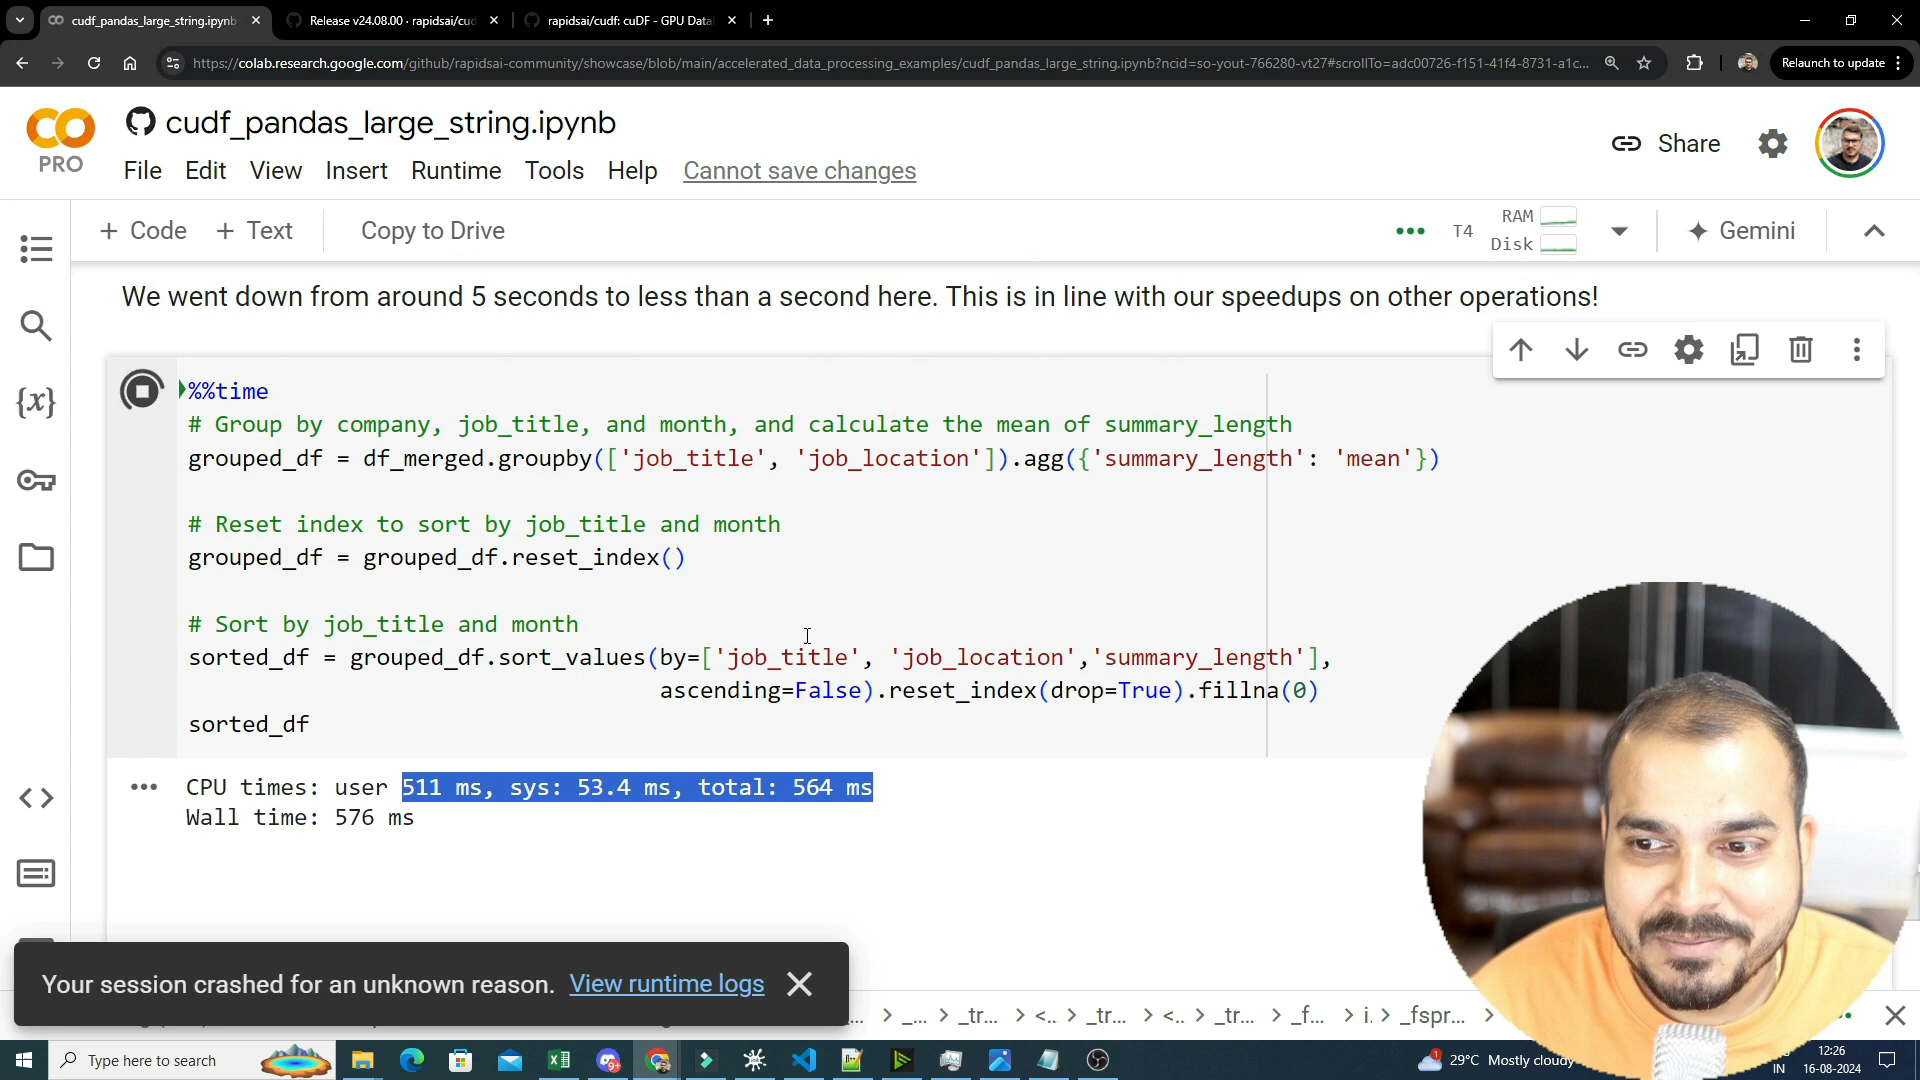 cudf_pandas_large_string.ipynb
Release v24.08.00 · rapidsai/cud
rapidsai/cudf: cuDF - GPU Data
https://colab.research.google.com/github/rapidsai-community/showcase/blob/main/accelerated_data_processing_examples/cudf_pandas_large_string.ipynb?ncid=so-yout-766280-vt27#scrollTo=adc00726-f151-41f4-8731-a1c...
Relaunch to update
PRO
cudf_pandas_large_string.ipynb
File Edit View Insert Runtime Tools Help Cannot save changes
Share
+ Code + Text Copy to Drive
T4
RAM
Disk
Gemini
We went down from around 5 seconds to less than a second here. This is in line with our speedups on other operations!
%%time
# Group by company, job_title, and month, and calculate the mean of summary_length
grouped_df = df_merged.groupby(['job_title', 'job_location']).agg({'summary_length': 'mean'})
# Reset index to sort by job_title and month
grouped_df = grouped_df.reset_index()
# Sort by job_title and month
sorted_df = grouped_df.sort_values(by=['job_title', 'job_location','summary_length'],
ascending=False).reset_index(drop=True).fillna(0)
sorted_df
CPU times: user 511 ms, sys: 53.4 ms, total: 564 ms
Wall time: 576 ms
Your session crashed for an unknown reason. View runtime logs
... > _... > _tr... > <.. > _tr... > <.. > _tr... > _f... > i. > _fspr... >
Type here to search
29°C Mostly cloudy
IN
12:26
16-08-2024